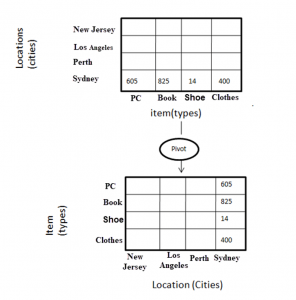 Locations
(cities)
New Jersey
Los Angeles
Perth
Sydney 605 825 14 400
PC Book Shoe Clothes
item(types)
Pivot
Item
(types)
PC 605
Book 825
Shoe 14
Clothes 400
New Jersey Los Angeles Perth Sydney
Location (Cities)